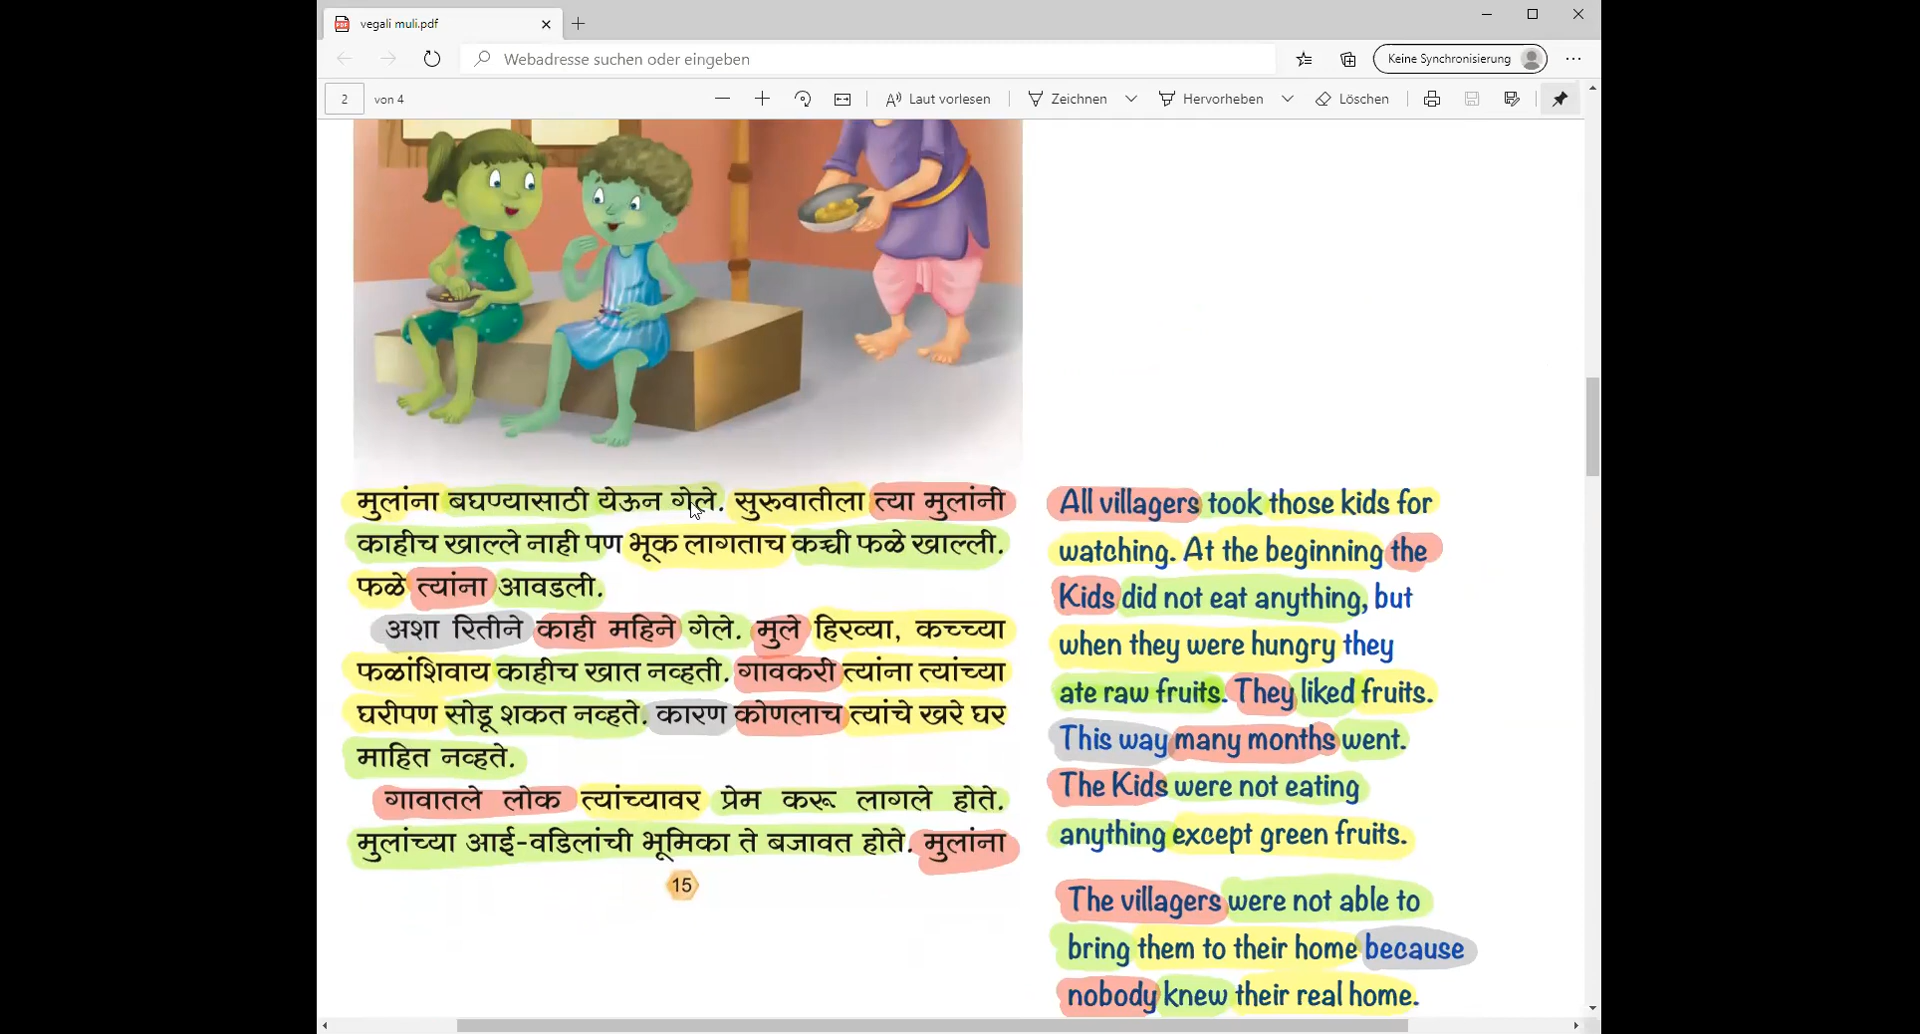 vegali muli.pdf
Webadresse suchen oder eingeben
Keine Synchronisierung
2 von 4
Laut vorlesen
Zeichnen
Hervorheben
Löschen
मुलांना बघण्यासाठी येऊन गेले. सुरुवातीला त्या मुलांनी
काहीच खाल्ले नाही पण भूक लागताच कच्ची फळे खाल्ली.
फळे त्यांना आवडली.
अशा रितीने काही महिने गेले. मुले हिरव्या, कच्च्या
फळांशिवाय काहीच खात नव्हती. गावकरी त्यांना त्यांच्या
घरीपण सोडू शकत नव्हते. कारण कोणलाच त्यांचे खरे घर
माहित नव्हते.
गावातले लोक त्यांच्यावर प्रेम करू लागले होते.
मुलांच्या आई-वडिलांची भूमिका ते बजावत होते. मुलांना
15
All villagers took those kids for
watching. At the beginning the
Kids did not eat anything, but
when they were hungry they
ate raw fruits. They liked fruits.
This way many months went.
The Kids were not eating
anything except green fruits.
The villagers were not able to
bring them to their home because
nobody knew their real home.